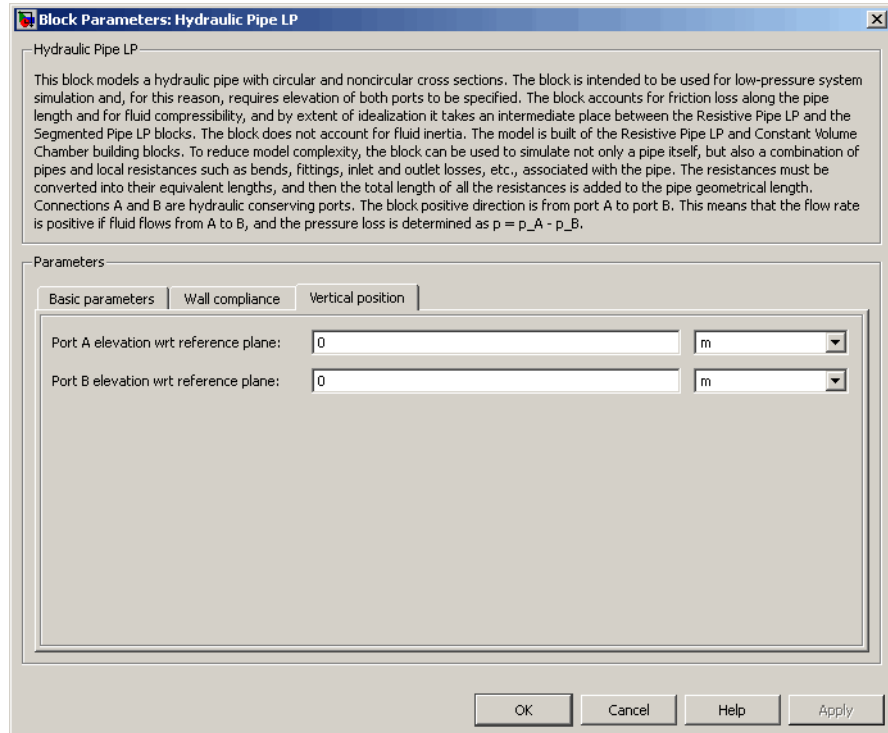 Block Parameters: Hydraulic Pipe LP
Hydraulic Pipe LP
This block models a hydraulic pipe with circular and noncircular cross sections. The block is intended to be used for low-pressure system
simulation and, for this reason, requires elevation of both ports to be specified. The block accounts for friction loss along the pipe
length and for fluid compressibility, and by extent of idealization it takes an intermediate place between the Resistive Pipe LP and the
Segmented Pipe LP blocks. The block does not account for fluid inertia. The model is built of the Resistive Pipe LP and Constant Volume
Chamber building blocks. To reduce model complexity, the block can be used to simulate not only a pipe itself, but also a combination of
pipes and local resistances such as bends, fittings, inlet and outlet losses, etc., associated with the pipe. The resistances must be
converted into their equivalent lengths, and then the total length of all the resistances is added to the pipe geometrical length.
Connections A and B are hydraulic conserving ports. The block positive direction is from port A to port B. This means that the flow rate
is positive if fluid flows from A to B, and the pressure loss is determined as p = p_A - p_B.
Parameters
Basic parameters Wall compliance Vertical position
Port A elevation wrt reference plane: 0 m
Port B elevation wrt reference plane: 0 m
OK Cancel Help Apply